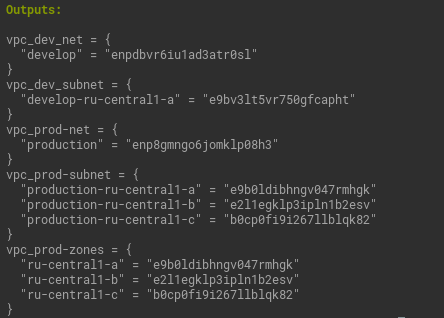 Outputs:
vpc_dev_net = {
"develop" = "enpdbvr6iu1ad3atr0sl"
}
vpc_dev_subnet = {
"develop-ru-central1-a" = "e9bv3lt5vr750gfcapht"
}
vpc_prod-net = {
"production" = "enp8gmngo6jomklp08h3"
}
vpc_prod-subnet = {
"production-ru-central1-a" = "e9b0ldibhngv047rmhgk"
"production-ru-central1-b" = "e2l1egklp3ipln1b2esv"
"production-ru-central1-c" = "b0cp0fi9i267llblqk82"
}
vpc_prod-zones = {
"ru-central1-a" = "e9b0ldibhngv047rmhgk"
"ru-central1-b" = "e2l1egklp3ipln1b2esv"
"ru-central1-c" = "b0cp0fi9i267llblqk82"
}